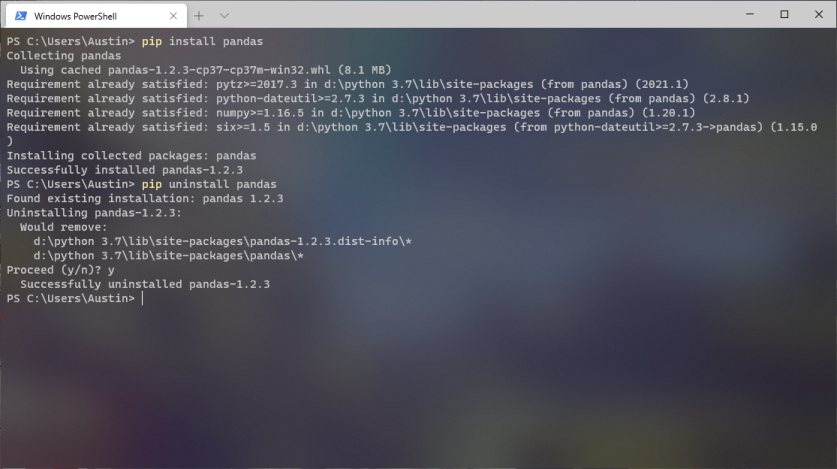 Windows PowerShell
PS C:\Users\Austin> pip install pandas
Collecting pandas
  Using cached pandas-1.2.3-cp37-cp37m-win32.whl (8.1 MB)
Requirement already satisfied: pytz>=2017.3 in d:\python 3.7\lib\site-packages (from pandas) (2021.1)
Requirement already satisfied: python-dateutil>=2.7.3 in d:\python 3.7\lib\site-packages (from pandas) (2.8.1)
Requirement already satisfied: numpy>=1.16.5 in d:\python 3.7\lib\site-packages (from pandas) (1.20.1)
Requirement already satisfied: six>=1.5 in d:\python 3.7\lib\site-packages (from python-dateutil>=2.7.3->pandas) (1.15.0
)
Installing collected packages: pandas
Successfully installed pandas-1.2.3
PS C:\Users\Austin> pip uninstall pandas
Found existing installation: pandas 1.2.3
Uninstalling pandas-1.2.3:
  Would remove:
    d:\python 3.7\lib\site-packages\pandas-1.2.3.dist-info\*
    d:\python 3.7\lib\site-packages\pandas\*
Proceed (y/n)? y
  Successfully uninstalled pandas-1.2.3
PS C:\Users\Austin>